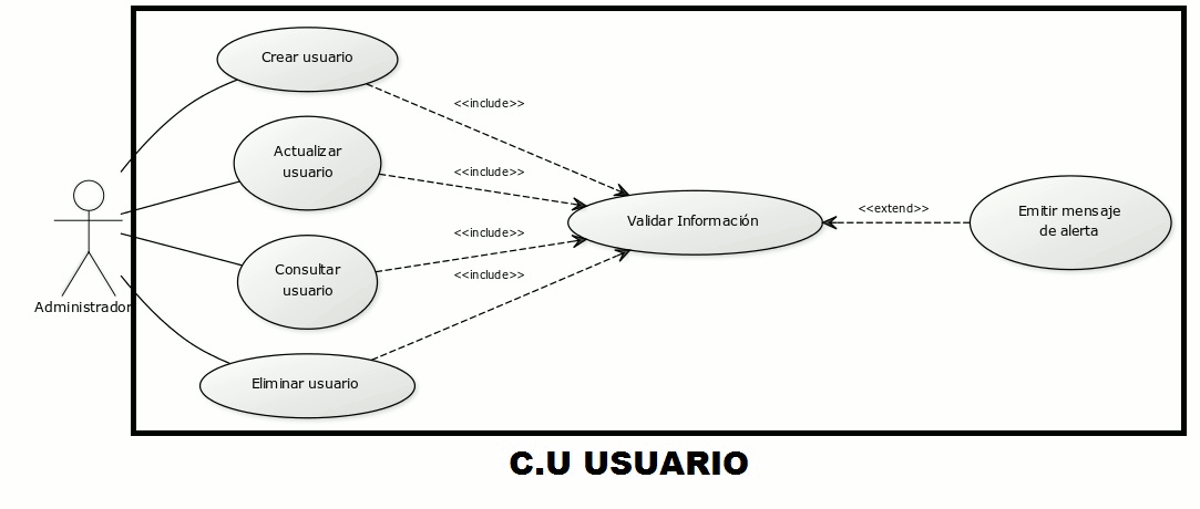 Crear usuario
<<include>>
Actualizar
usuario
<<include>>
Validar Información
<<extend>>
Emitir mensaje
de alerta
<<include>>
Consultar
usuario
<<include>>
Administrador
Eliminar usuario
C.U USUARIO